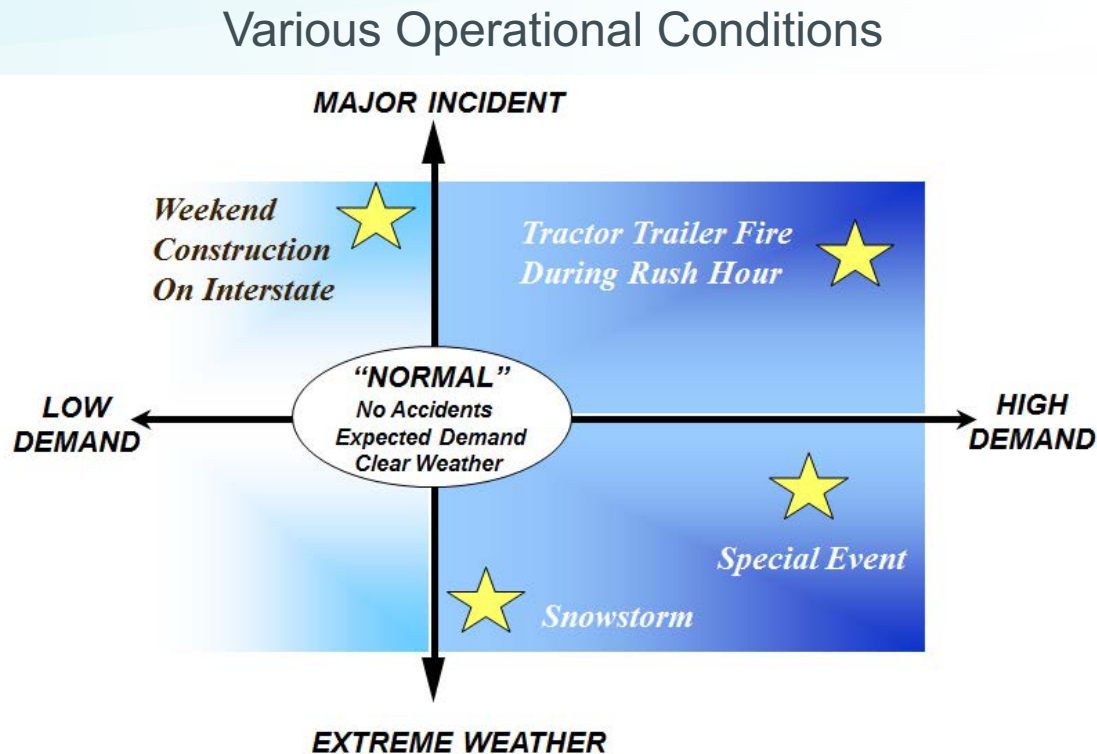 Various Operational Conditions
MAJOR INCIDENT
Weekend
Construction
On Interstate
Tractor Trailer Fire
During Rush Hour
LOW
DEMAND
“NORMAL”
No Accidents
Expected Demand
Clear Weather
HIGH
DEMAND
Special Event
Snowstorm
EXTREME WEATHER